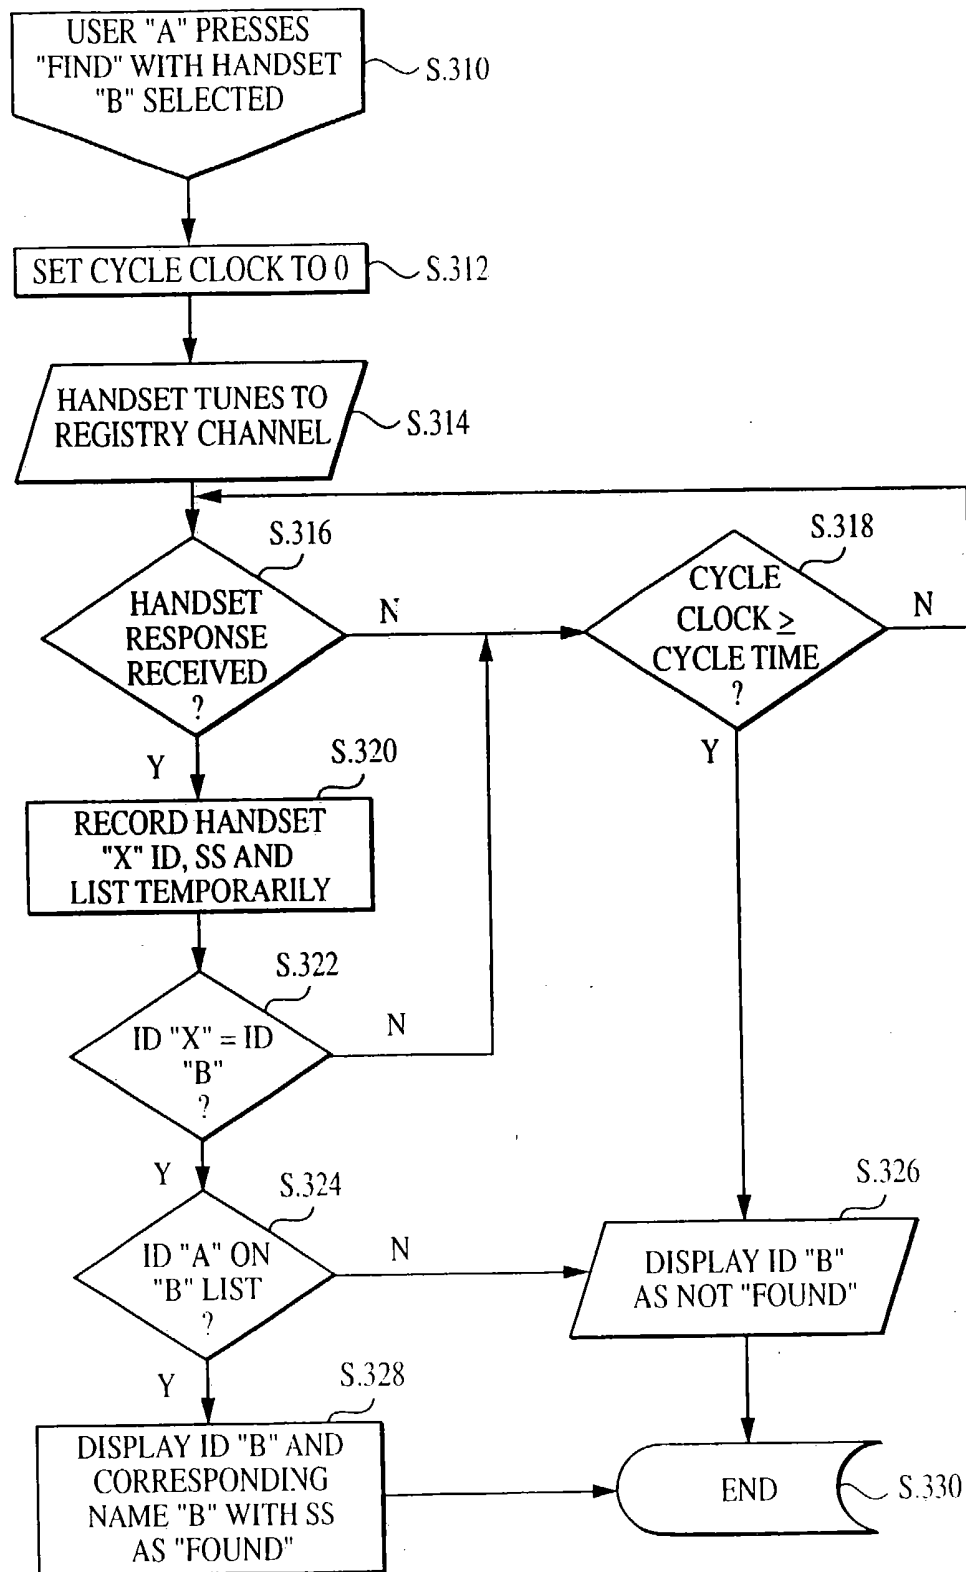 USER "A" PRESSES
"FIND" WITH HANDSET
"B" SELECTED
S.310
SET CYCLE CLOCK TO 0
S.312
HANDSET TUNES TO
REGISTRY CHANNEL
S.314
S.316
HANDSET
RESPONSE
RECEIVED
?
N
Y
S.318
CYCLE
CLOCK ≥
CYCLE TIME
?
N
Y
S.320
RECORD HANDSET
"X" ID, SS AND
LIST TEMPORARILY
S.322
ID "X" = ID
"B"
?
N
Y
S.324
ID "A" ON
"B" LIST
?
N
Y
S.326
DISPLAY ID "B"
AS NOT "FOUND"
S.328
DISPLAY ID "B" AND
CORRESPONDING
NAME "B" WITH SS
AS "FOUND"
END
S.330